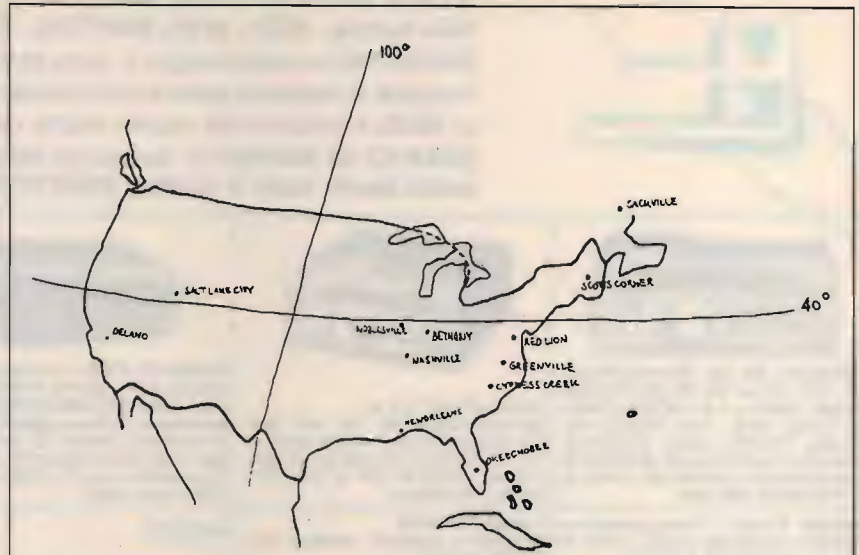 100°
SACKVILLE
SALT LAKE CITY
SCOTS CORNER
40°
NOBLESVILLE
BETHANY
RED LION
DELANO
NASHVILLE
GREENVILLE
CYPRESS CREEK
NEW ORLEANS
OKEECHOBEE